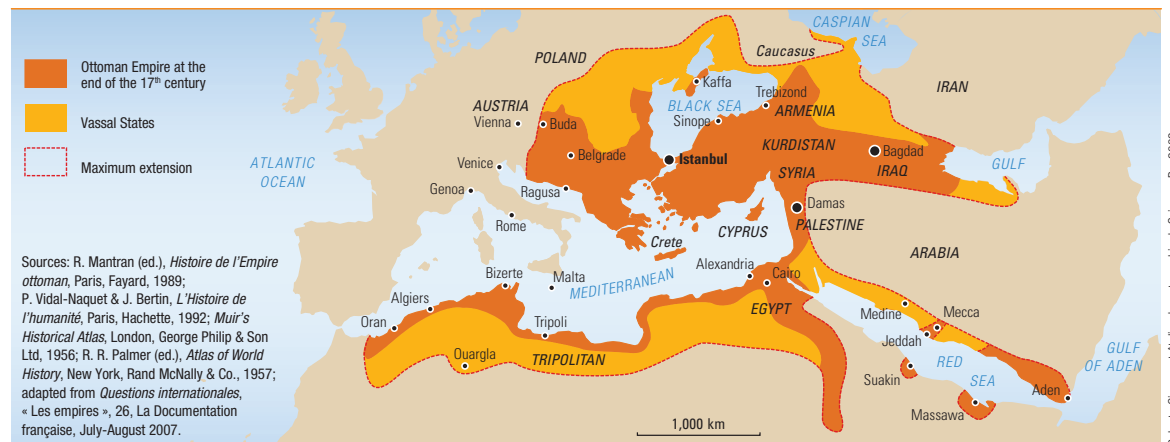 Ottoman Empire at the
end of the 17th century
Vassal States
Maximum extension
Sources: R. Mantran (ed.), Histoire de l'Empire
ottoman, Paris, Fayard, 1989;
P. Vidal-Naquet & J. Bertin, L'Histoire de
l'humanité, Paris, Hachette, 1992; Muir's
Historical Atlas, London, George Philip & Son
Ltd, 1956; R. R. Palmer (ed.), Atlas of World
History, New York, Rand McNally & Co., 1957;
adapted from Questions internationales,
« Les empires », 26, La Documentation
française, July-August 2007.
ATLANTIC
OCEAN
POLAND
AUSTRIA
Vienna
Buda
Belgrade
Venice
Genoa
Ragusa
Rome
Kaffa
BLACK SEA
Sinope
Trebizond
Istanbul
Caucasus
CASPIAN
SEA
IRAN
ARMENIA
KURDISTAN
Bagdad
IRAQ
GULF
SYRIA
Damas
PALESTINE
ARABIA
CYPRUS
Crete
MEDITERRANEAN
Malta
Bizerte
Algiers
Oran
Ouargla
Tripoli
TRIPOLITAN
Alexandria
Cairo
EGYPT
Medine
Mecca
Jeddah
RED
SEA
Suakin
Massawa
Aden
GULF
OF ADEN
1,000 km